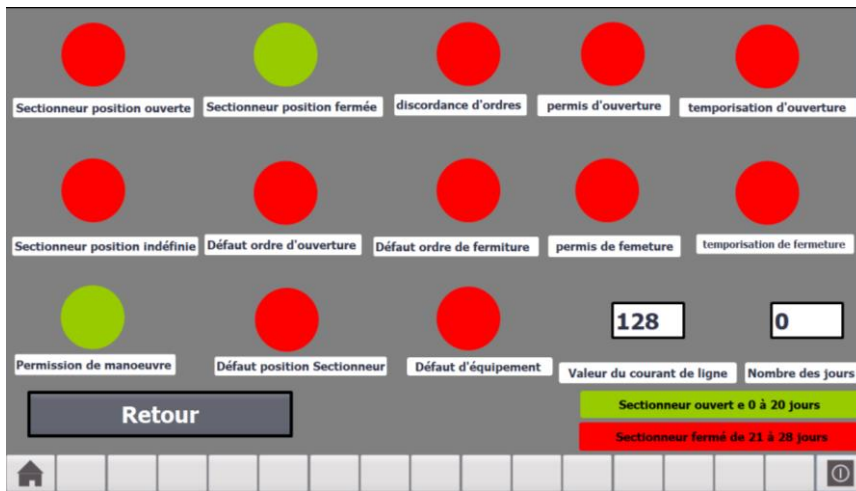 Sectionneur position ouverte
Sectionneur position fermée
discordance d'ordres
permis d'ouverture
temporisation d'ouverture
Sectionneur position indéfinie
Défaut ordre d'ouverture
Défaut ordre de fermiture
permis de femeture
temporisation de fermeture
128
0
Permission de manoeuvre
Défaut position Sectionneur
Défaut d'équipement
Valeur du courant de ligne
Nombre des jours
Retour
Sectionneur ouvert e 0 à 20 jours
Sectionneur fermé de 21 à 28 jours